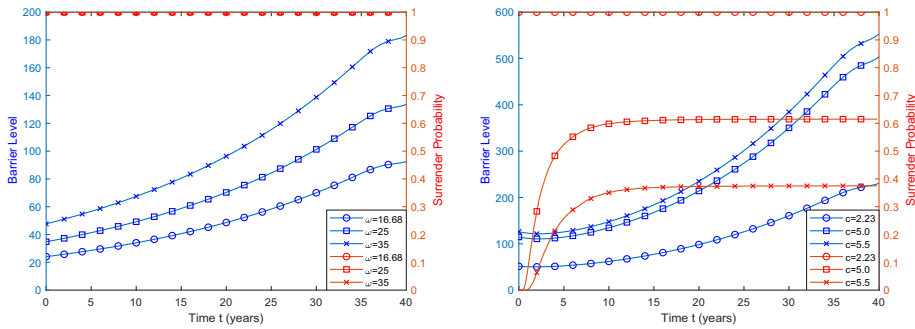 200
180
160
140
120
100
80
60
40
20
0
Barrier Level
0 5 10 15 20 25 30 35 40
Time t (years)
1
0.9
0.8
0.7
0.6
0.5
0.4
0.3
0.2
0.1
0
Surrender Probability
ω=16.68
ω=25
ω=35
ω=16.68
ω=25
ω=35
600
500
400
300
200
100
0
Barrier Level
0 5 10 15 20 25 30 35 40
Time t (years)
1
0.9
0.8
0.7
0.6
0.5
0.4
0.3
0.2
0.1
0
Surrender Probability
c=2.23
c=5.0
c=5.5
c=2.23
c=5.0
c=5.5